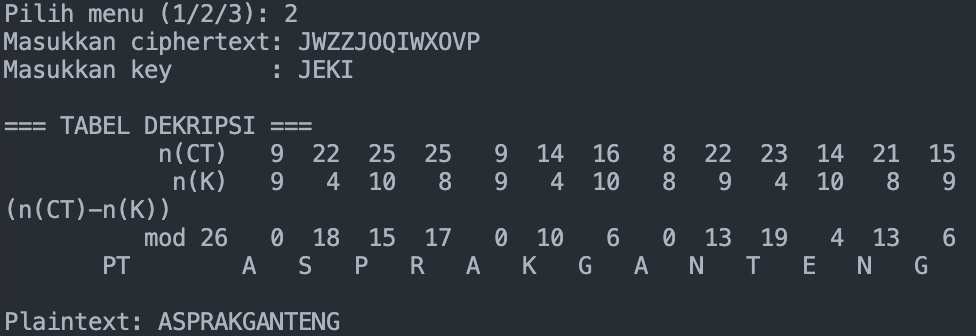 Pilih menu (1/2/3): 2
Masukkan ciphertext: JWZZJOQIWXOVP
Masukkan key       : JEKI
=== TABEL DEKRIPSI ===
n(CT) 9 22 25 25 9 14 16 8 22 23 14 21 15
n(K) 9 4 10 8 9 4 10 8 9 4 10 8 9
(n(CT)-n(K))
mod 26 0 18 15 17 0 10 6 0 13 19 4 13 6
PT A S P R A K G A N T E N G
Plaintext: ASPRAKGANTENG